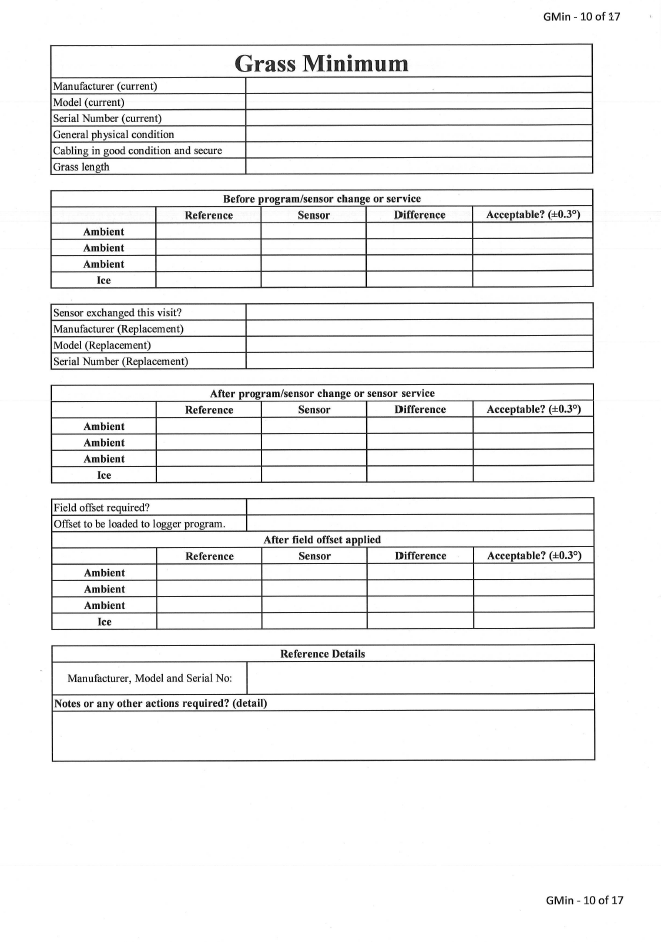 GMin - 10 of 17
Grass Minimum
Manufacturer (current)
Model (current)
Serial Number (current)
General physical condition
Cabling in good condition and secure
Grass length
Before program/sensor change or service
Reference Sensor Difference Acceptable? (±0.3°)
Ambient
Ambient
Ambient
Ice
Sensor exchanged this visit?
Manufacturer (Replacement)
Model (Replacement)
Serial Number (Replacement)
After program/sensor change or sensor service
Reference Sensor Difference Acceptable? (±0.3°)
Ambient
Ambient
Ambient
Ice
Field offset required?
Offset to be loaded to logger program.
After field offset applied
Reference Sensor Difference Acceptable? (±0.3°)
Ambient
Ambient
Ambient
Ice
Reference Details
Manufacturer, Model and Serial No:
Notes or any other actions required? (detail)
GMin - 10 of 17